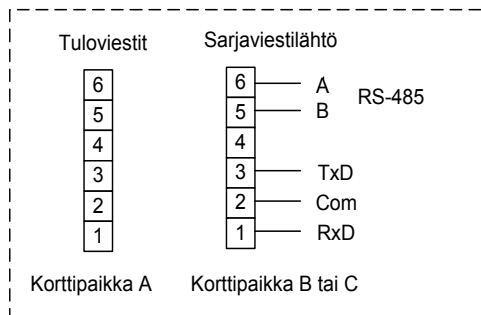 Tuloviestit Sarjaviestilähtö
6 6 A RS-485
5 5 B
4 4
3 3 TxD
2 2 Com
1 1 RxD
Korttipaikka A Korttipaikka B tai C